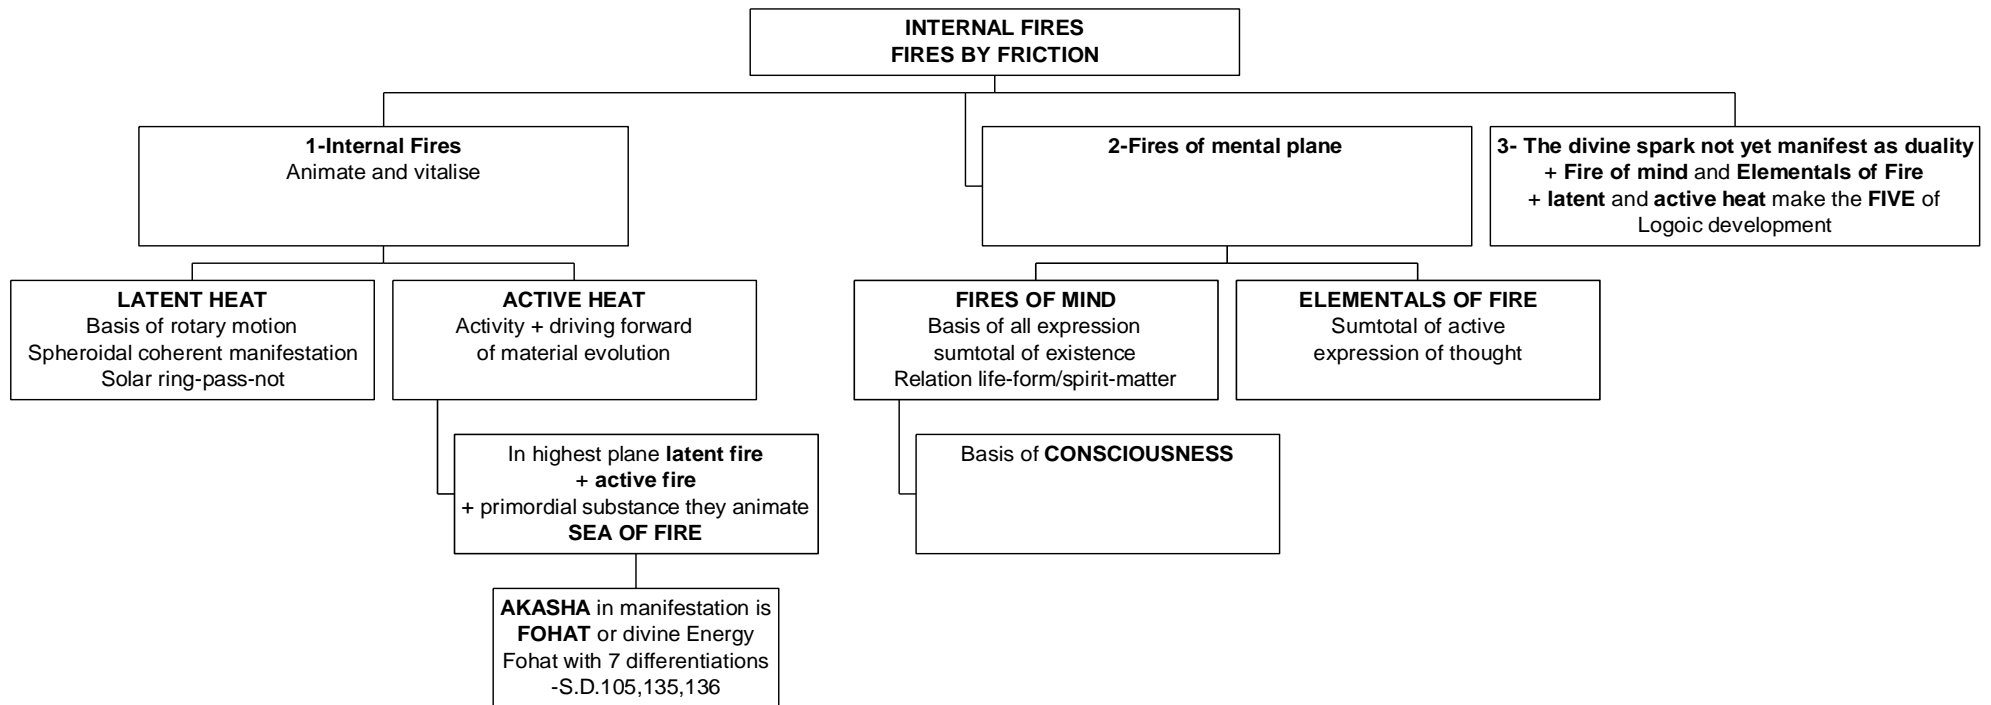 INTERNAL FIRES
FIRES BY FRICTION
1-Internal Fires
Animate and vitalise
2-Fires of mental plane
3- The divine spark not yet manifest as duality
+ Fire of mind and Elementals of Fire
+ latent and active heat make the FIVE of
Logoic development
LATENT HEAT
Basis of rotary motion
Spheroidal coherent manifestation
Solar ring-pass-not
ACTIVE HEAT
Activity + driving forward
of material evolution
FIRES OF MIND
Basis of all expression
sumtotal of existence
Relation life-form/spirit-matter
ELEMENTALS OF FIRE
Sumtotal of active
expression of thought
In highest plane latent fire
+ active fire
+ primordial substance they animate
SEA OF FIRE
Basis of CONSCIOUSNESS
AKASHA in manifestation is
FOHAT or divine Energy
Fohat with 7 differentiations
-S.D.105,135,136